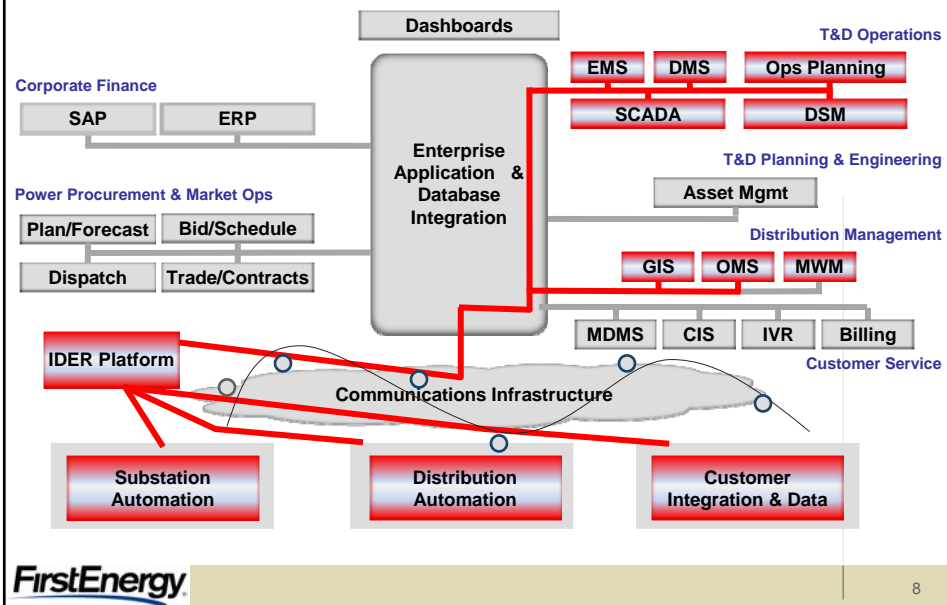 Dashboards
T&D Operations
EMS
DMS
Ops Planning
SCADA
DSM
Corporate Finance
SAP
ERP
Enterprise
Application &
Database
Integration
T&D Planning & Engineering
Asset Mgmt
Power Procurement & Market Ops
Plan/Forecast
Bid/Schedule
Dispatch
Trade/Contracts
Distribution Management
GIS
OMS
MWM
MDMS
CIS
IVR
Billing
Customer Service
IDER Platform
Communications Infrastructure
Substation
Automation
Distribution
Automation
Customer
Integration & Data
FirstEnergy.
8